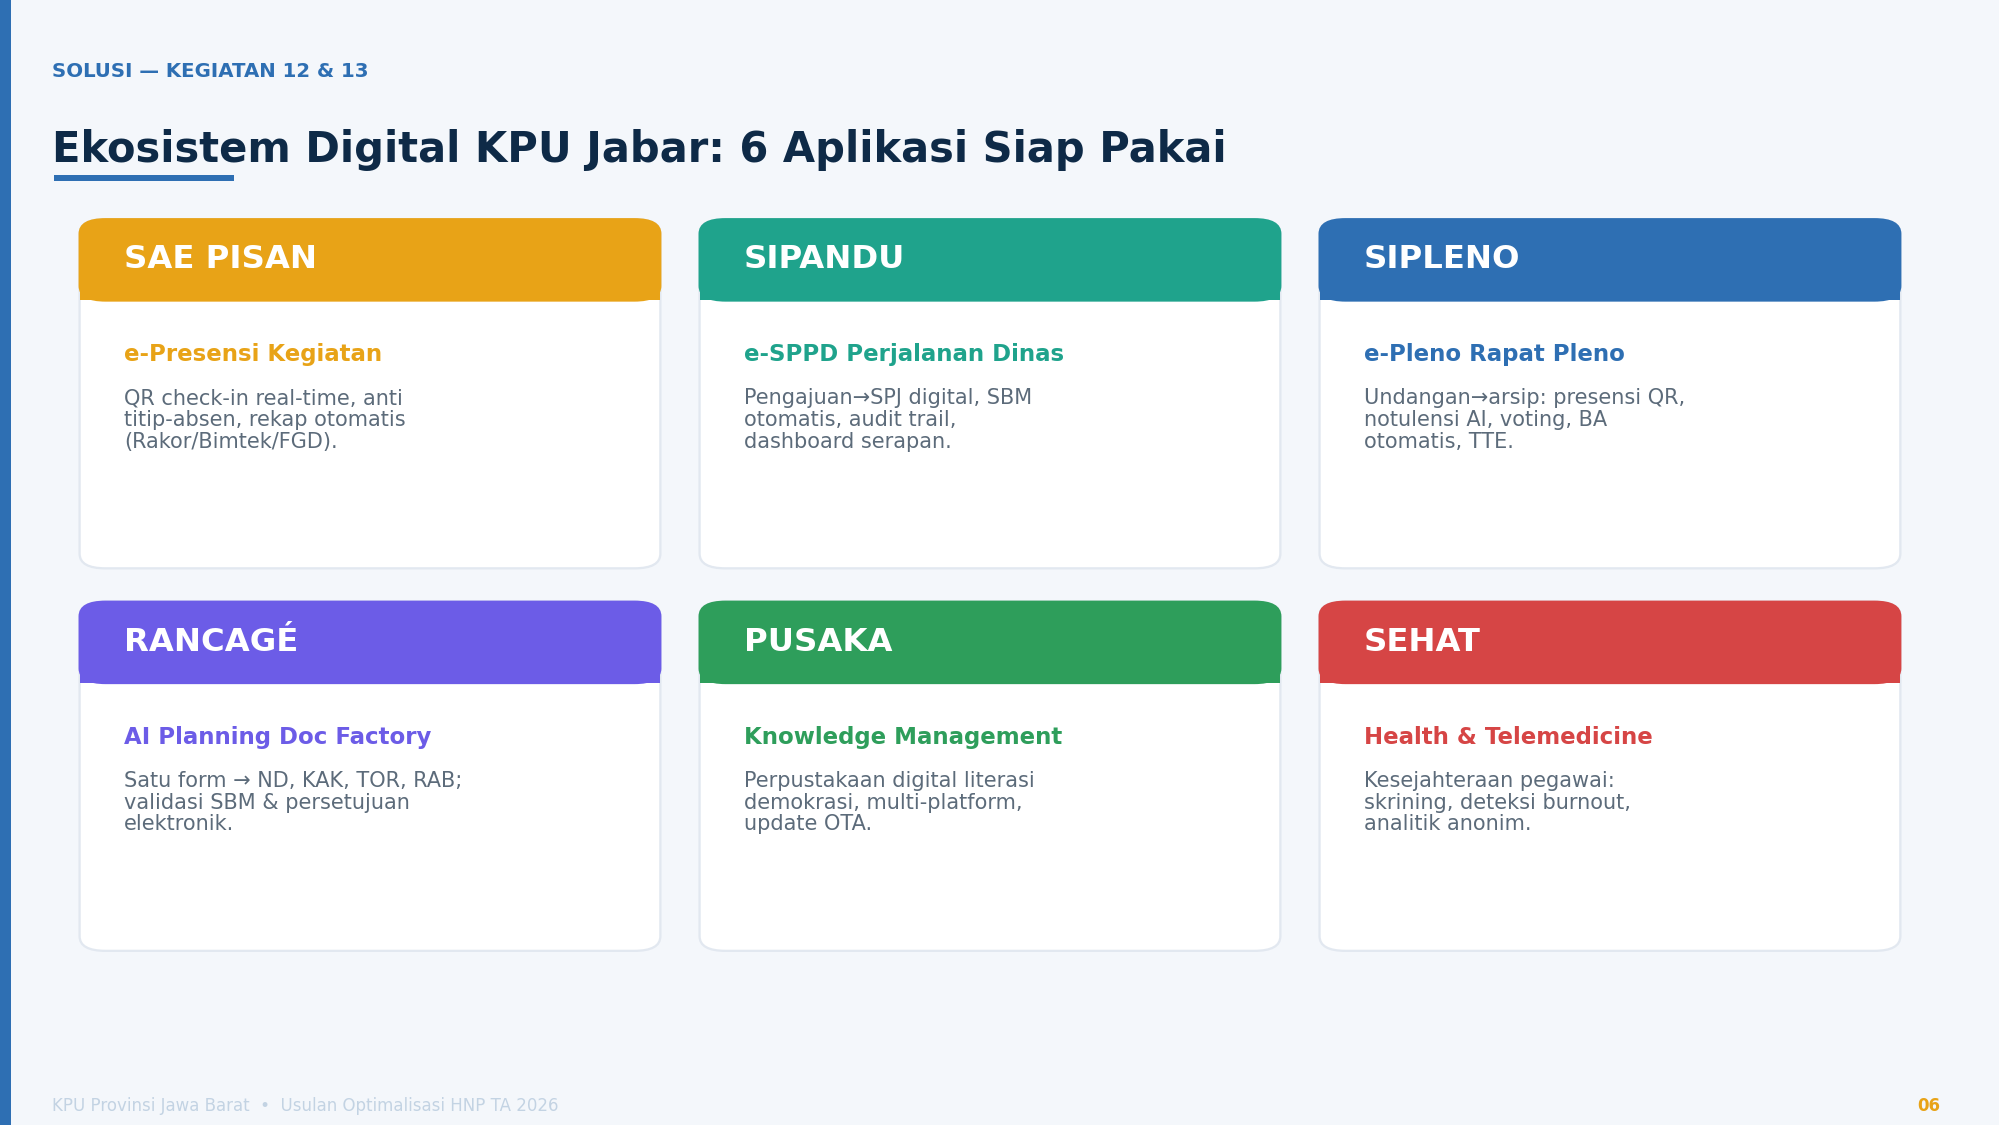 SOLUSI — KEGIATAN 12 & 13
Ekosistem Digital KPU Jabar: 6 Aplikasi Siap Pakai
SAE PISAN
e-Presensi Kegiatan
QR check-in real-time, anti
titip-absen, rekap otomatis
(Rakor/Bimtek/FGD).
SIPANDU
e-SPPD Perjalanan Dinas
Pengajuan→SPJ digital, SBM
otomatis, audit trail,
dashboard serapan.
SIPLENO
e-Pleno Rapat Pleno
Undangan→arsip: presensi QR,
notulensi AI, voting, BA
otomatis, TTE.
RANCAGÉ
AI Planning Doc Factory
Satu form → ND, KAK, TOR, RAB;
validasi SBM & persetujuan
elektronik.
PUSAKA
Knowledge Management
Perpustakaan digital literasi
demokrasi, multi-platform,
update OTA.
SEHAT
Health & Telemedicine
Kesejahteraan pegawai:
skrining, deteksi burnout,
analitik anonim.
KPU Provinsi Jawa Barat • Usulan Optimalisasi HNP TA 2026
06